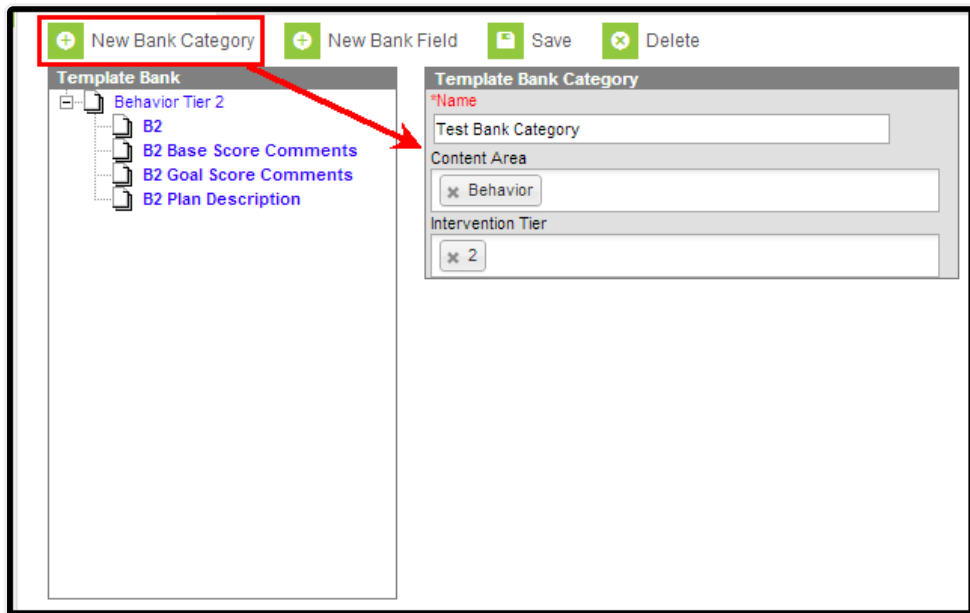 New Bank Category New Bank Field Save Delete
Template Bank
Behavior Tier 2
B2
B2 Base Score Comments
B2 Goal Score Comments
B2 Plan Description
Template Bank Category
*Name
Test Bank Category
Content Area
Behavior
Intervention Tier
2